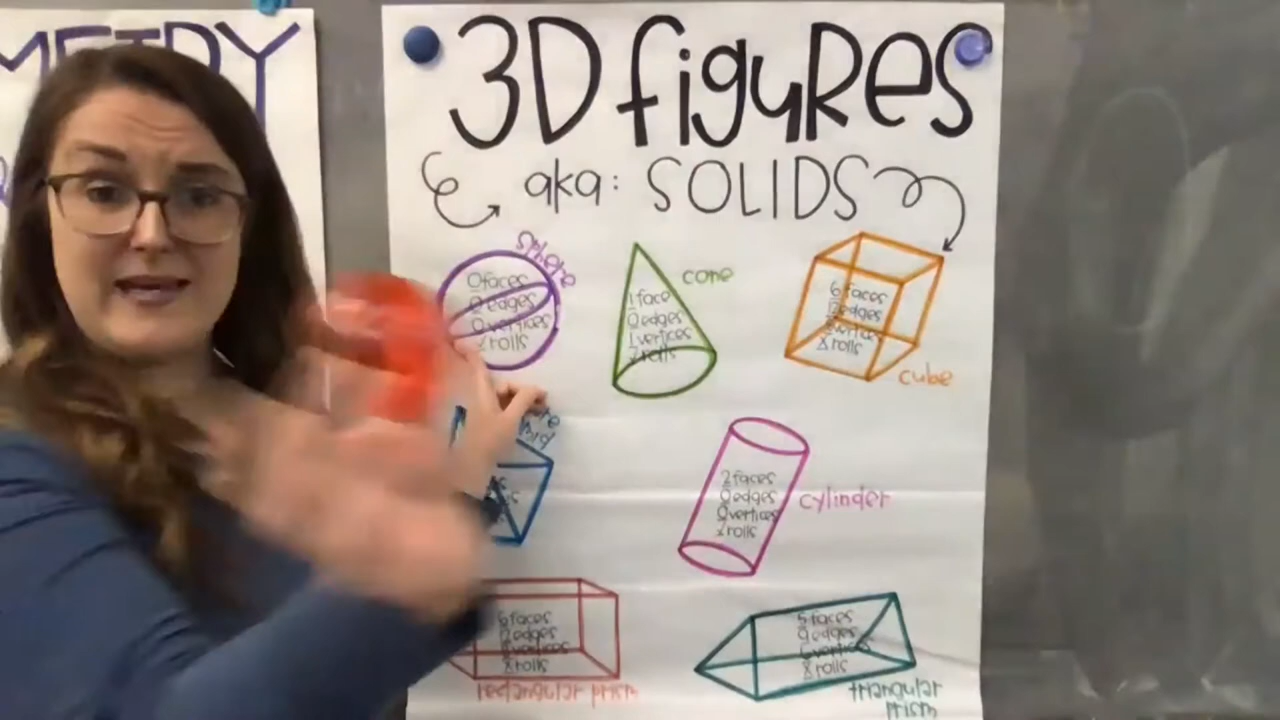 METRY
3D figures
aka: SOLIDS
sphere
0 faces
0 edges
0 vertices
rolls
cone
1 face
0 edges
1 vertices
rolls
6 faces
12 edges
8 vertices
x rolls
cube
2 faces
0 edges
0 vertices
rolls
cylinder
6 faces
12 edges
8 vertices
x rolls
rectangular prism
5 faces
9 edges
6 vertices
x rolls
triangular
prism